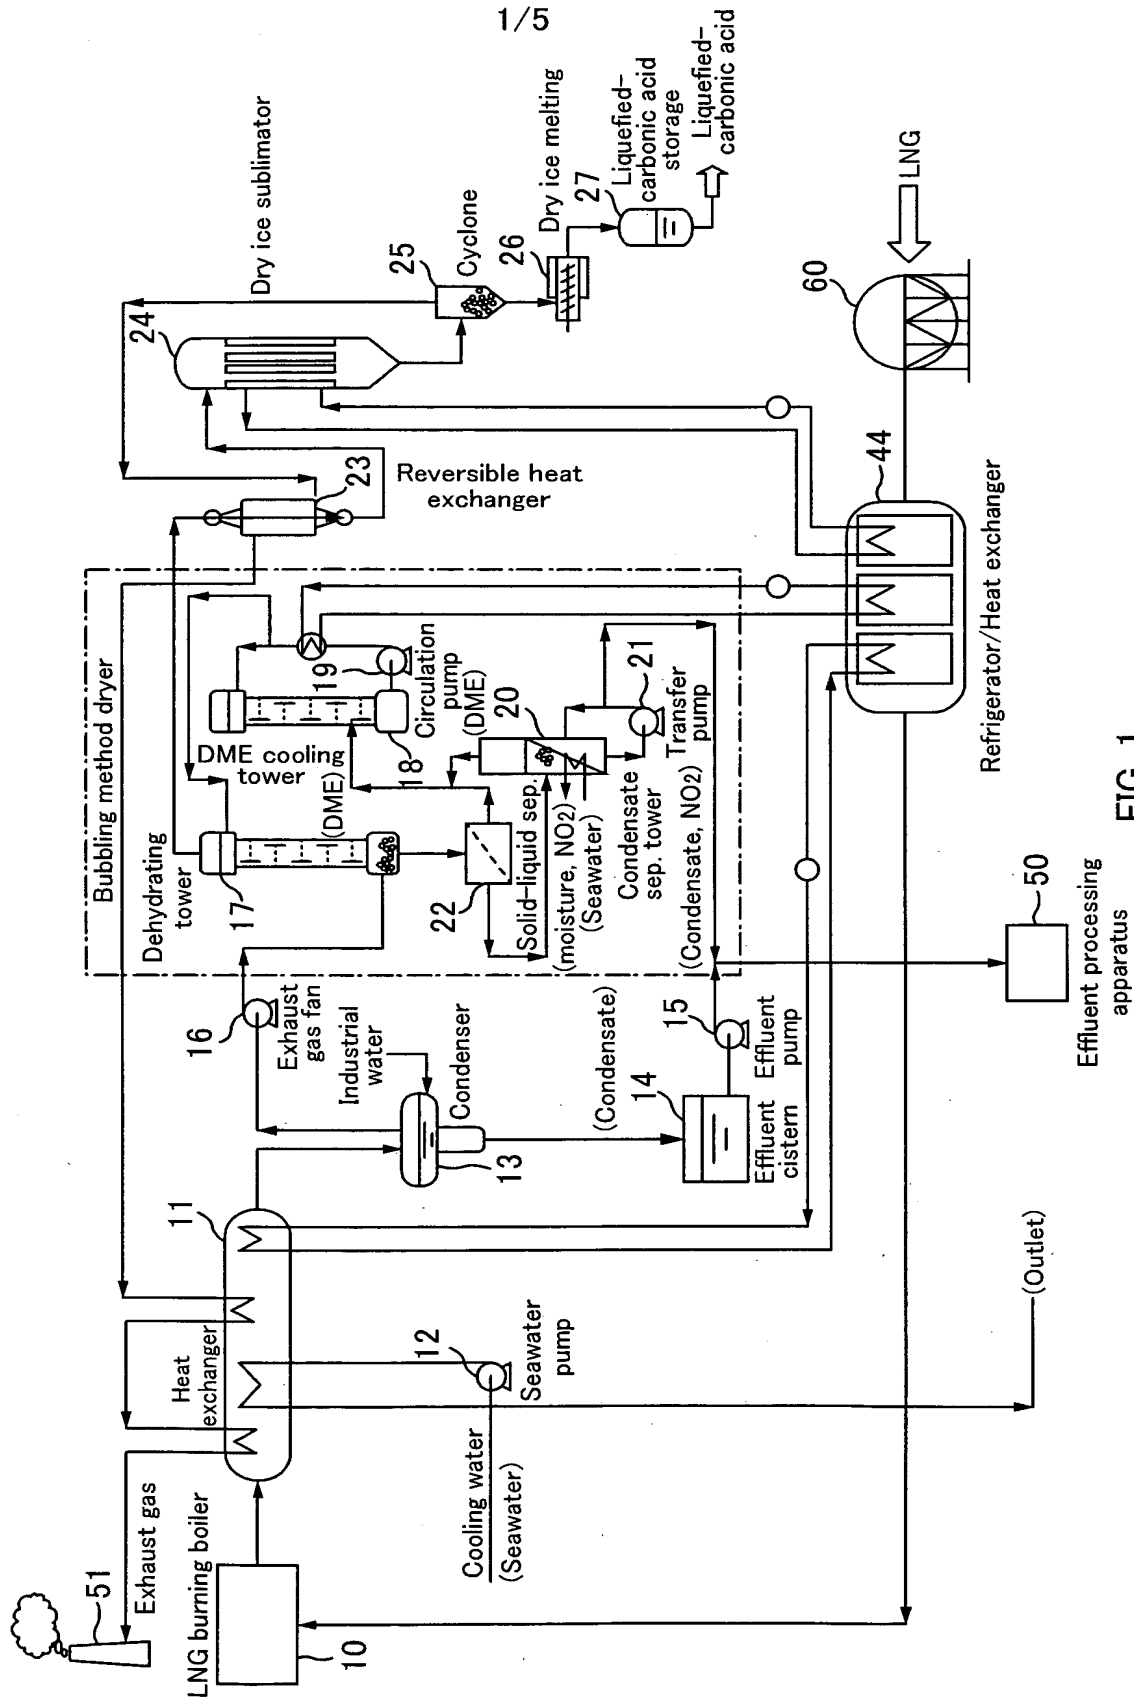 1/5
51
Exhaust gas
LNG burning boiler
10
Heat
exchanger
11
Cooling water
(Seawater)
12
Seawater
pump
(Outlet)
Industrial
water
Condenser
13
16
Exhaust
gas fan
(Condensate)
14
Effluent
cistern
15
Effluent
pump
50
Effluent processing
apparatus
Bubbling method dryer
Dehydrating
tower
17
(DME)
DME cooling
tower
18
19
Circulation
pump
(DME)
22
Solid-liquid sep.
(moisture, NO2)
(Seawater)
20
Condensate
sep. tower
21
Transfer
pump
(Condensate, NO2)
23
Reversible heat
exchanger
24
Dry ice sublimator
25
Cyclone
26
Dry ice melting
27
Liquefied-
carbonic acid
storage
Liquefied-
carbonic acid
44
Refrigerator/Heat exchanger
60
LNG
FIG. 1